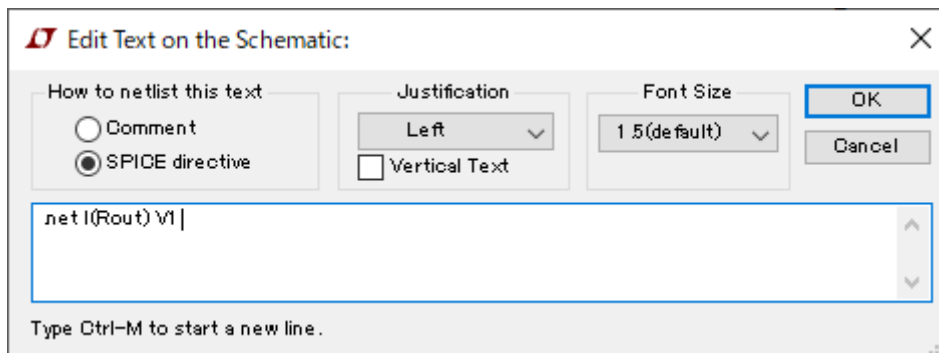 Edit Text on the Schematic:
How to netlist this text
Comment
SPICE directive
Justification
Left
Vertical Text
Font Size
1.5(default)
OK
Cancel
.net I(Rout) V1
Type Ctrl-M to start a new line.